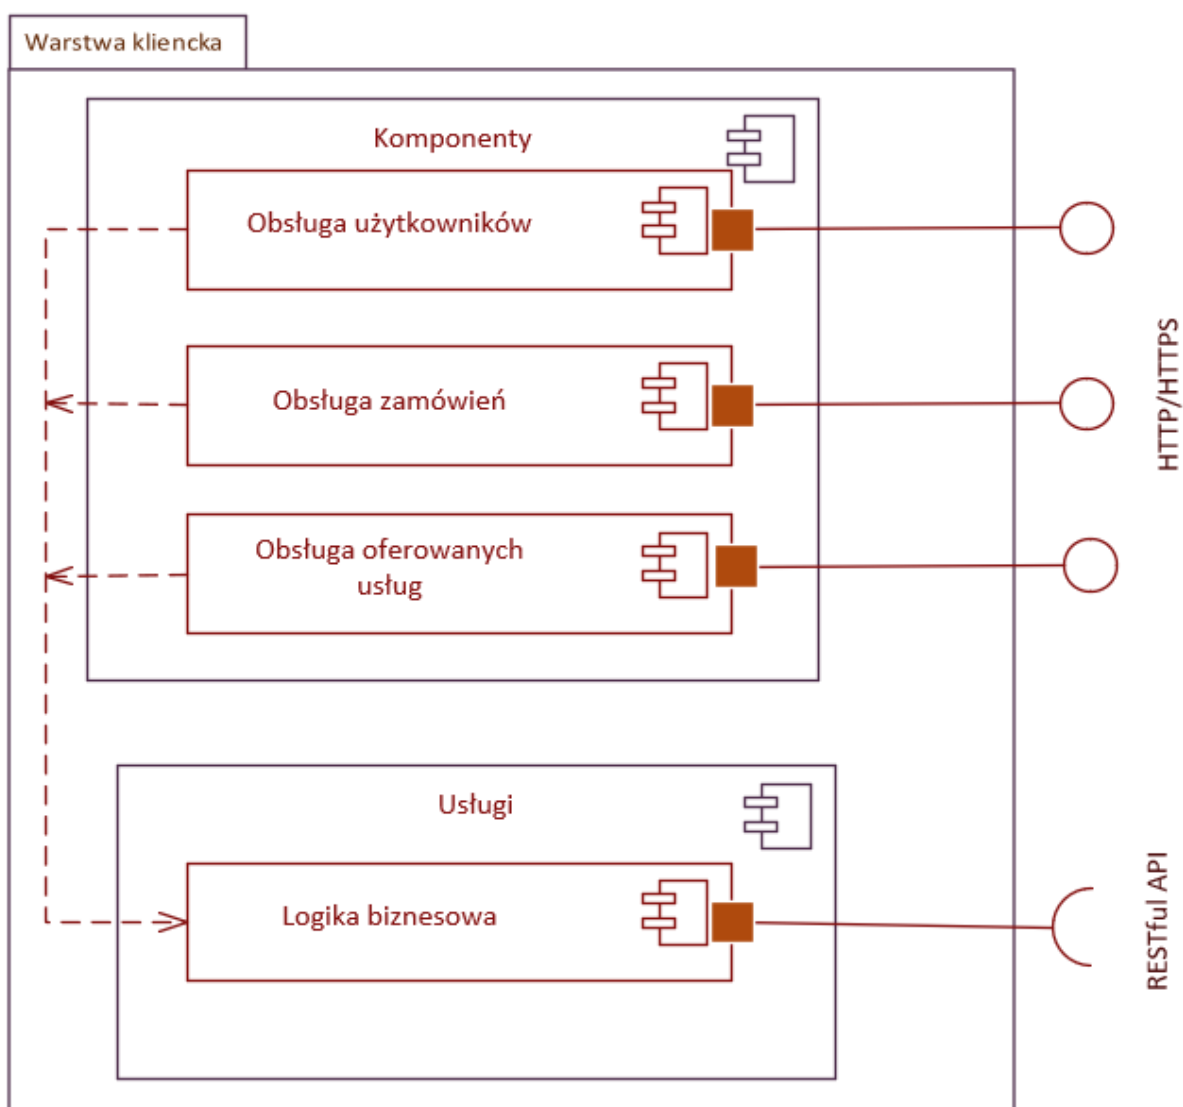 Warstwa kliencka
Komponenty
Obsługa użytkowników
Obsługa zamówień
Obsługa oferowanych
usług
HTTP/HTTPS
Usługi
Logika biznesowa
RESTful API